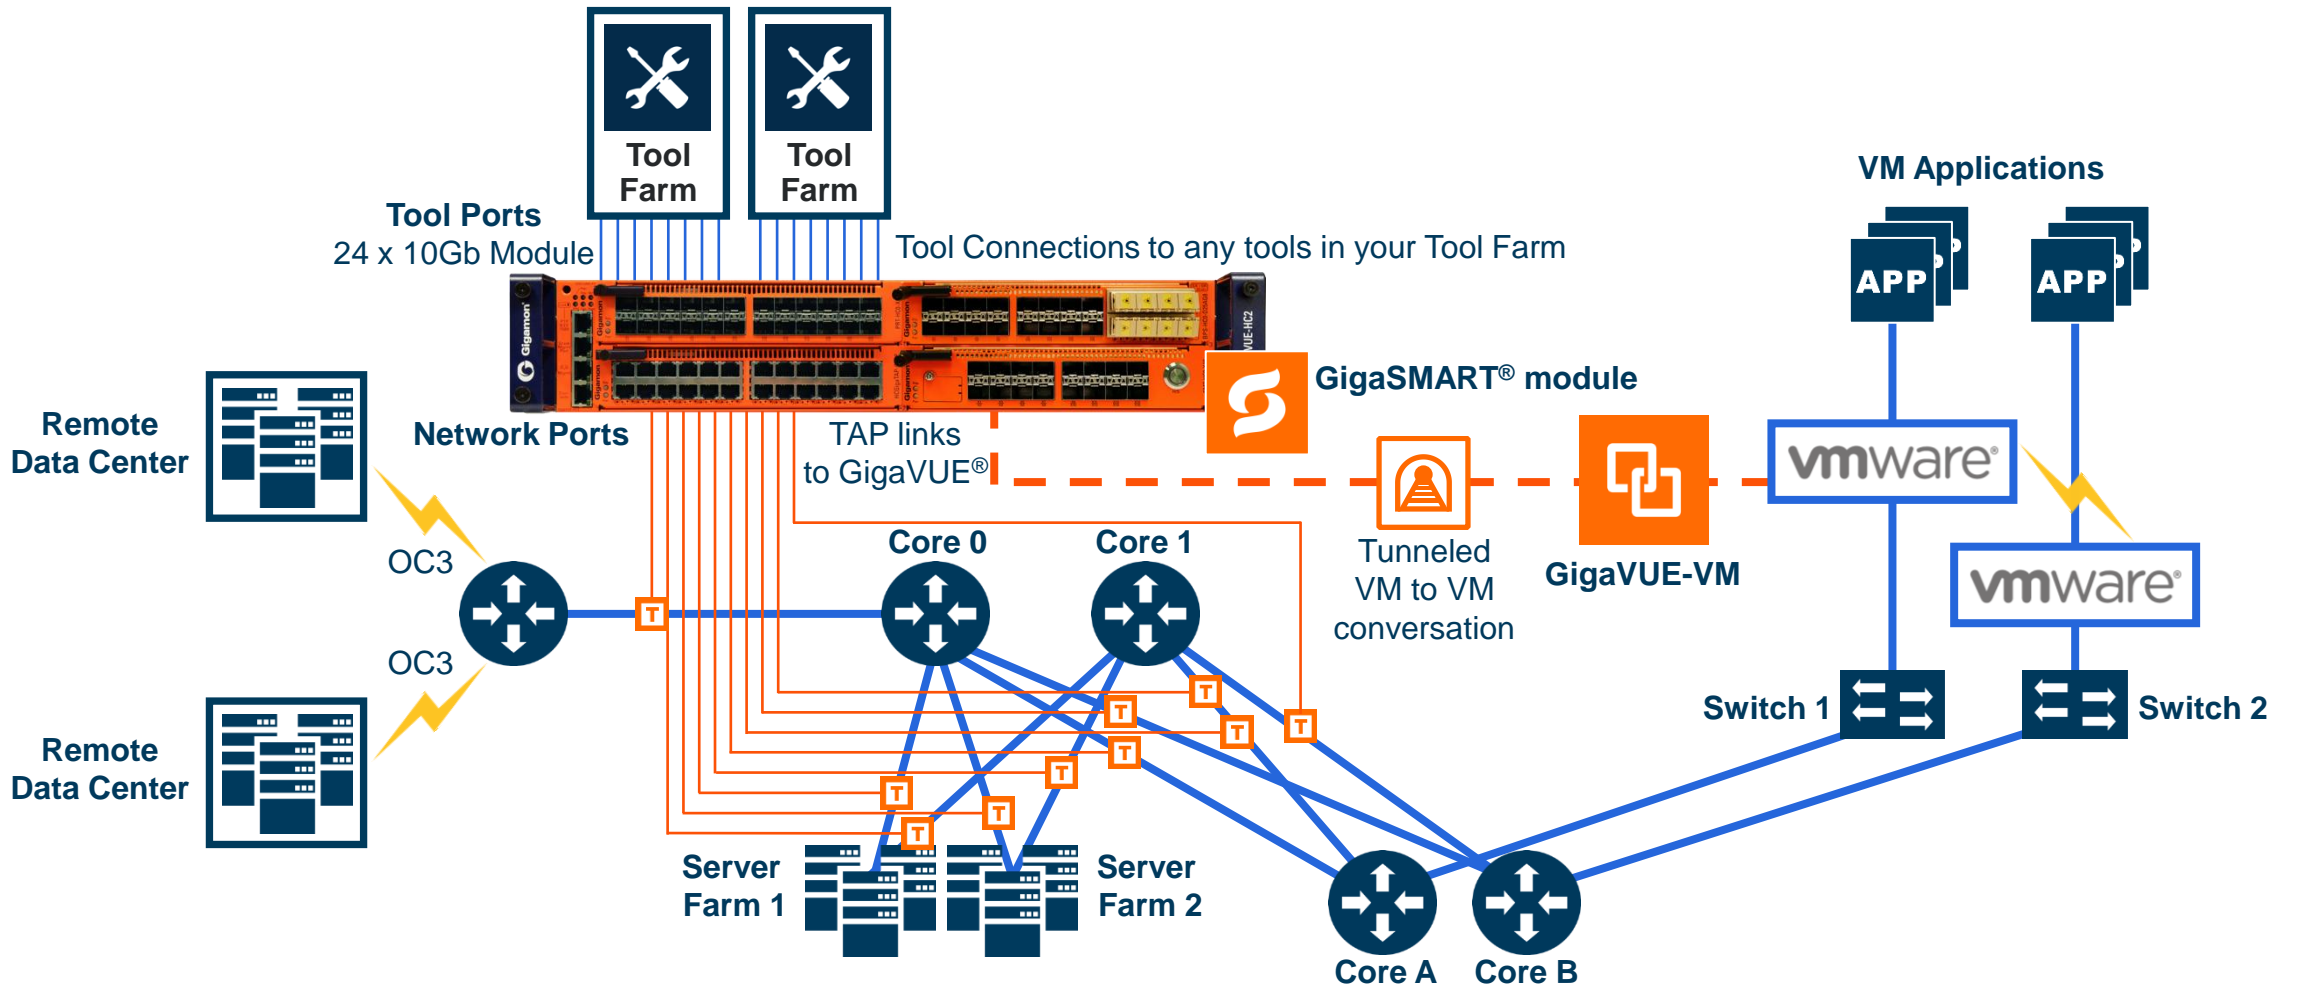 Tool
Farm
Tool
Farm
Tool Ports
24 x 10Gb Module
Tool Connections to any tools in your Tool Farm
VM Applications
APP
APP
Gigamon®
VUE-HC2
GigaSMART® module
Network Ports
TAP links
to GigaVUE®
Remote
Data Center
OC3
OC3
Remote
Data Center
Core 0
Core 1
Tunneled
VM to VM
conversation
GigaVUE-VM
vmware®
vmware®
Switch 1
Switch 2
T
T
T
T
T
T
T
T
T
T
Server
Farm 1
Server
Farm 2
Core A
Core B